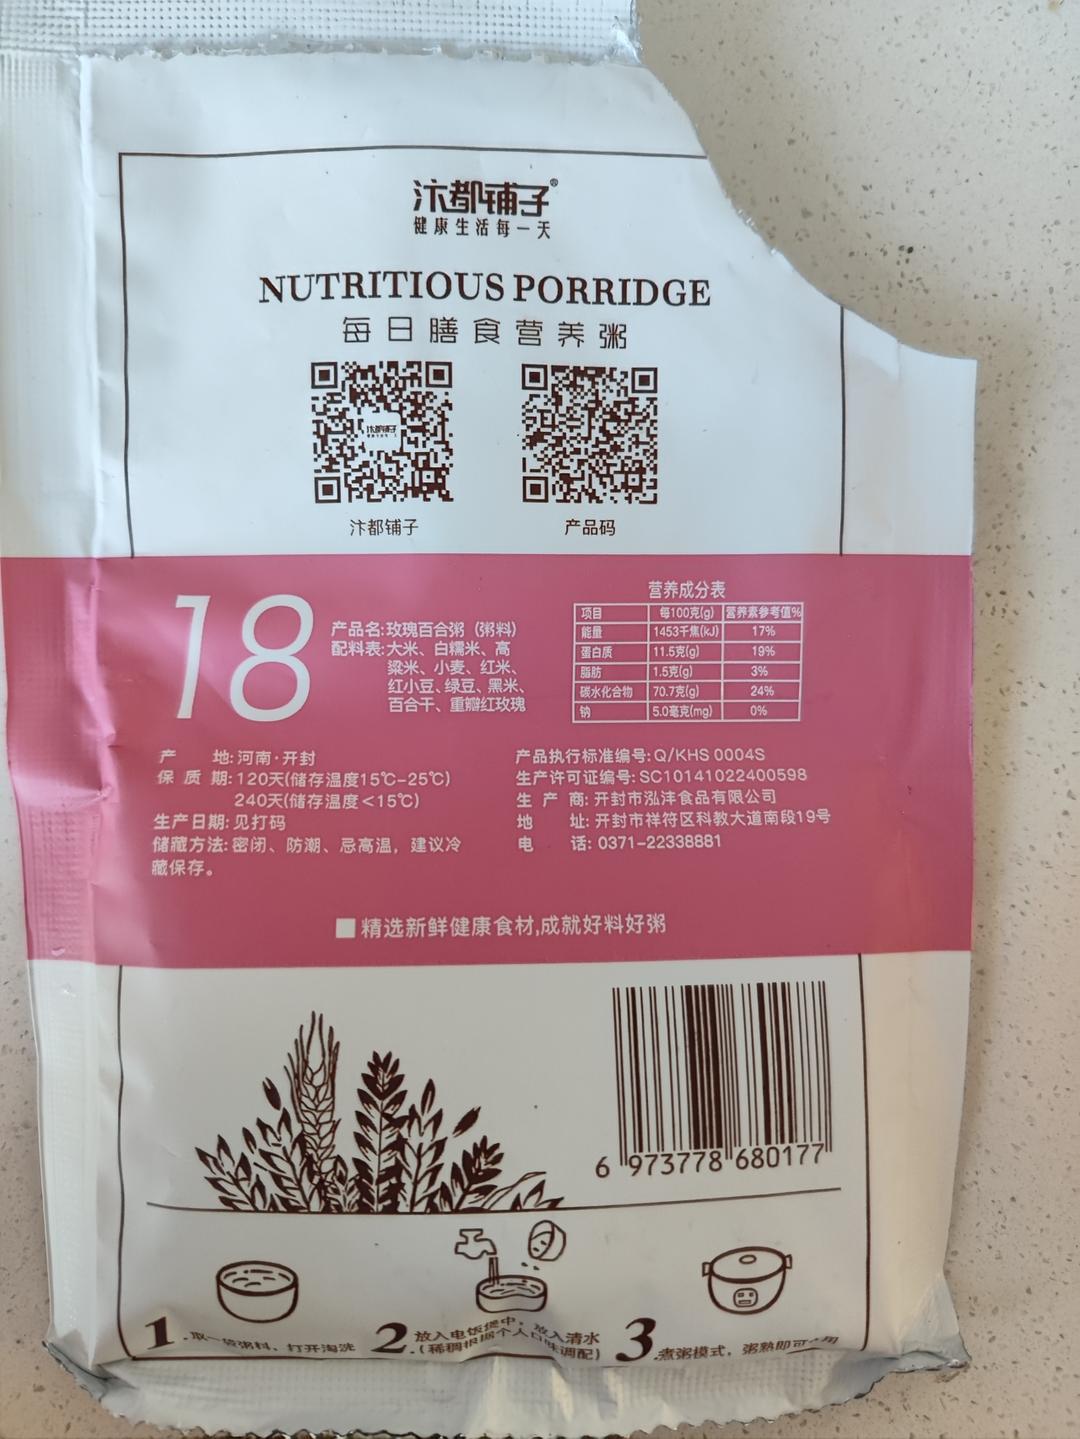 汴都铺子®
健康生活每一天
NUTRITIOUS PORRIDGE
每日膳食营养粥
汴都铺子
汴都铺子
产品码
18
产品名:玫瑰百合粥（粥料）
配料表:大米、白糯米、高
粱米、小麦、红米、
红小豆、绿豆、黑米、
百合干、重瓣红玫瑰
营养成分表
项目 每100克(g) 营养素参考值%
能量 1453千焦(kJ) 17%
蛋白质 11.5克(g) 19%
脂肪 1.5克(g) 3%
碳水化合物 70.7克(g) 24%
钠 5.0毫克(mg) 0%
产 地:河南·开封
保 质 期:120天(储存温度15℃-25℃)
240天(储存温度＜15℃)
生产日期:见打码
储藏方法:密闭、防潮、忌高温，建议冷
藏保存。
产品执行标准编号:Q/KHS 0004S
生产许可证编号:SC10141022400598
生 产 商:开封市泓沣食品有限公司
地 址:开封市祥符区科教大道南段19号
电 话:0371-22338881
精选新鲜健康食材,成就好料好粥
6 973778 680177
1.取一袋粥料，打开淘洗
2.放入电饭煲中，放入清水
(稀稠根据个人口味调配)
3.煮粥模式，粥熟即可 用